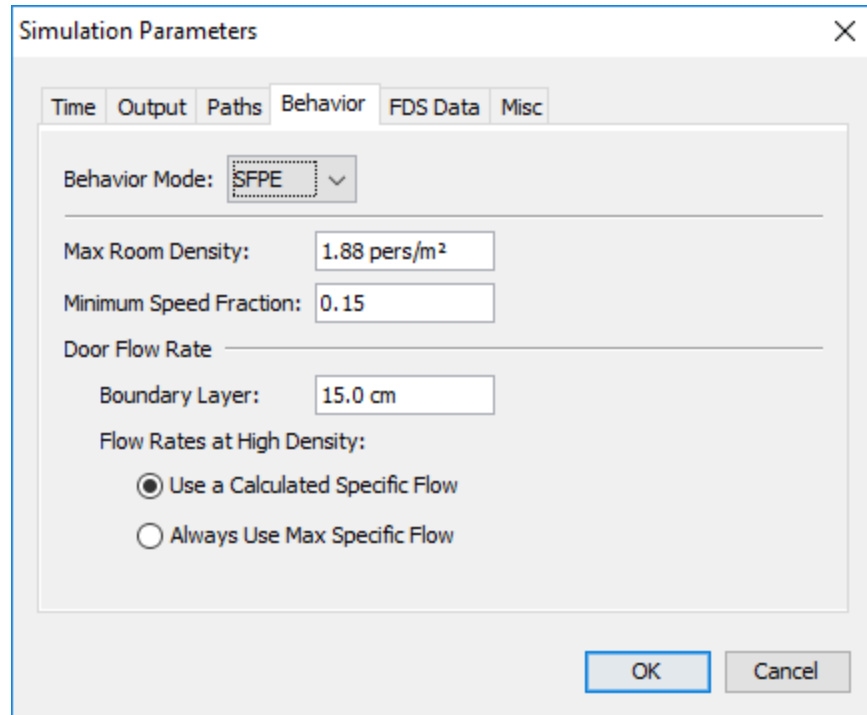 Simulation Parameters
Time Output Paths Behavior FDS Data Misc
Behavior Mode: SFPE
Max Room Density: 1.88 pers/m²
Minimum Speed Fraction: 0.15
Door Flow Rate
Boundary Layer: 15.0 cm
Flow Rates at High Density:
Use a Calculated Specific Flow
Always Use Max Specific Flow
OK Cancel